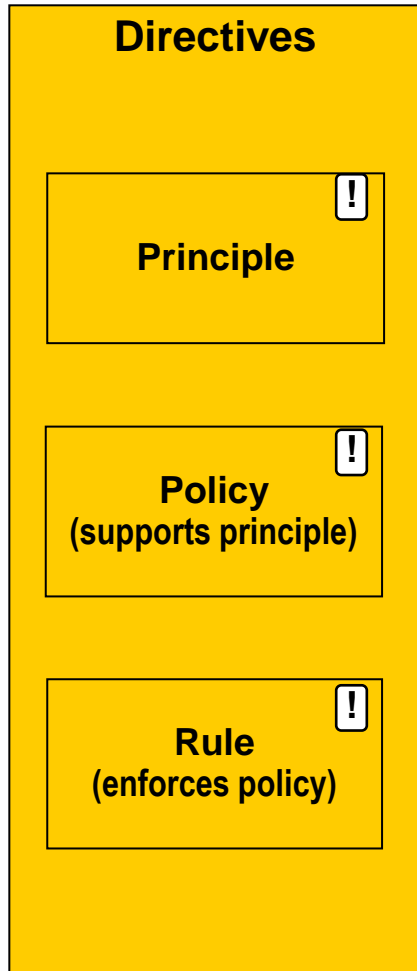 Directives
!
Principle
!
Policy
(supports principle)
!
Rule
(enforces policy)